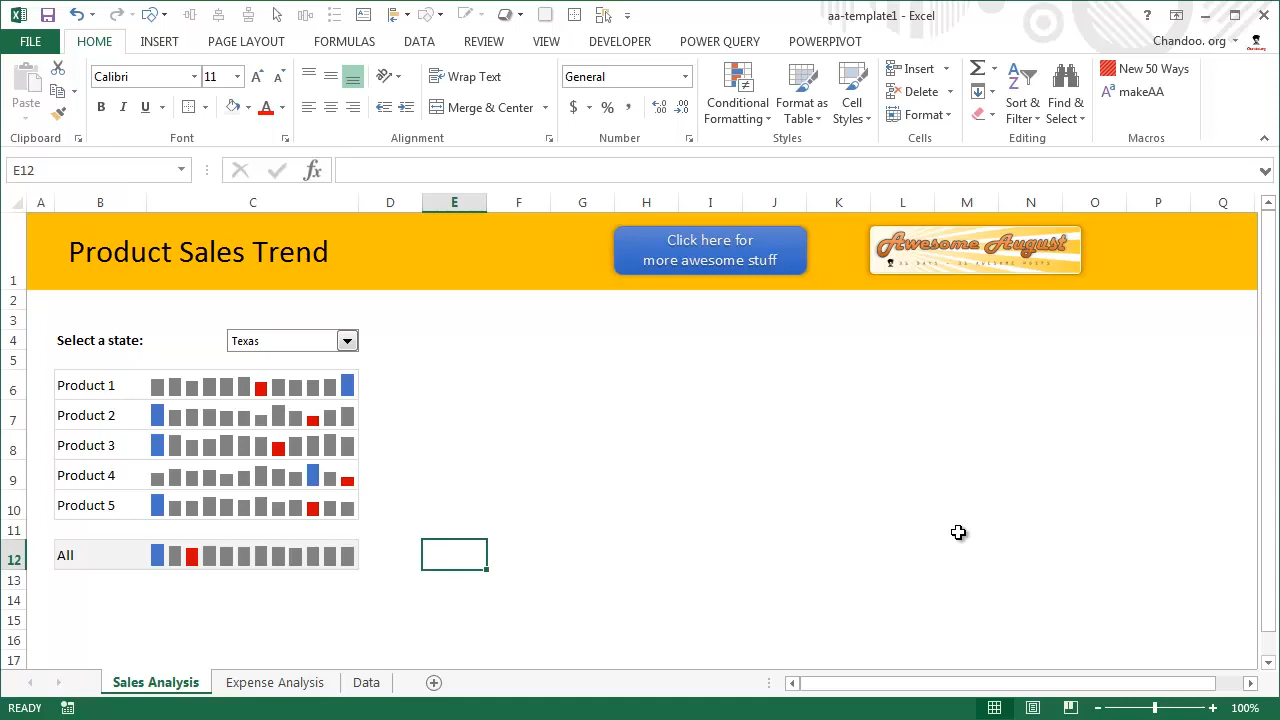 aa-template1 - Excel
FILE
HOME
INSERT
PAGE LAYOUT
FORMULAS
DATA
REVIEW
VIEW
DEVELOPER
POWER QUERY
POWERPIVOT
Chandoo. org
Paste
Calibri
11
B I U
Wrap Text
Merge & Center
General
$ % ,
Conditional Formatting
Format as Table
Cell Styles
Insert
Delete
Format
Sort & Filter
Find & Select
New 50 Ways
makeAA
Clipboard
Font
Alignment
Number
Styles
Cells
Editing
Macros
E12
fx
A B C D E F G H I J K L M N O P Q
1
Product Sales Trend
Click here for
more awesome stuff
Awesome August
2
3
4
Select a state:
Texas
5
6
Product 1
7
Product 2
8
Product 3
9
Product 4
10
Product 5
11
12
All
13
14
15
16
17
Sales Analysis
Expense Analysis
Data
READY
100%